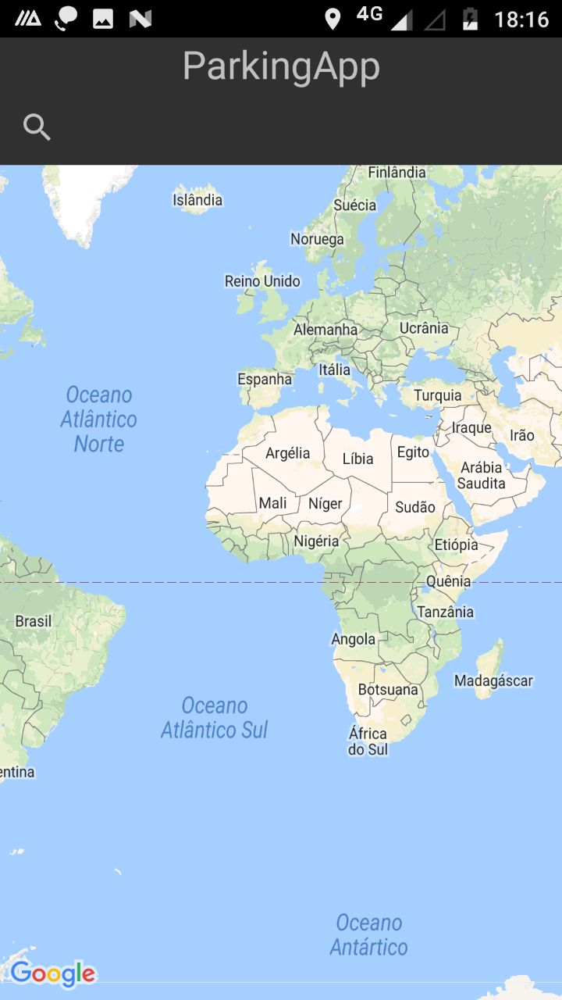 4G 18:16
ParkingApp
Finlândia
Islândia
Suécia
Noruega
Reino Unido
Alemanha
Ucrânia
Itália
Espanha
Oceano
Atlântico
Norte
Turquia
Iraque
Irão
Argélia
Líbia
Egito
Arábia
Saudita
Mali
Níger
Sudão
Nigéria
Etiópia
Quênia
Tanzânia
Brasil
Angola
Madagáscar
Botsuana
Oceano
Atlântico Sul
África
do Sul
entina
Oceano
Antártico
Google